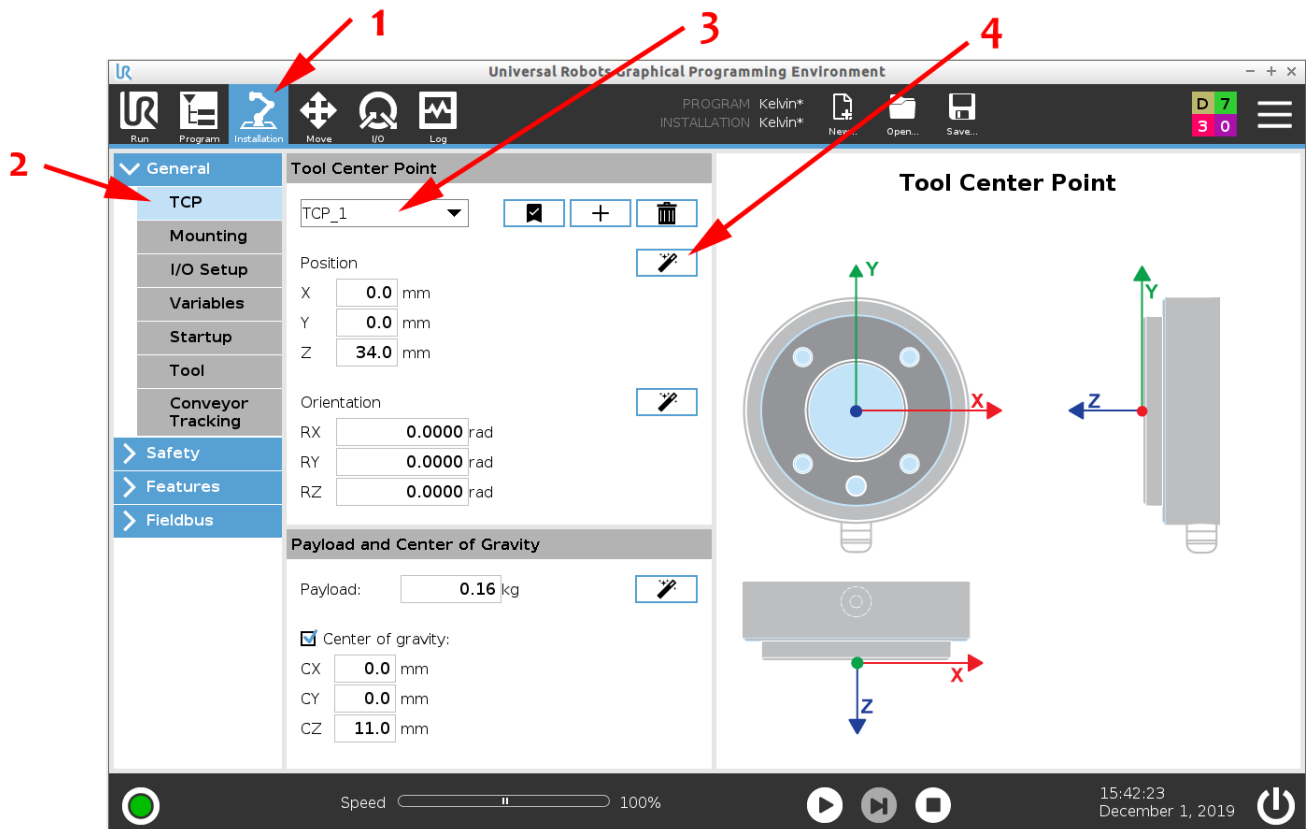 1
3
4
2
Universal Robots Graphical Programming Environment
Run
Program
Installation
Move
I/O
Log
PROGRAM Kelvin*
INSTALLATION Kelvin*
New...
Open...
Save...
D 7
3 0
General
TCP
Mounting
I/O Setup
Variables
Startup
Tool
Conveyor
Tracking
Safety
Features
Fieldbus
Tool Center Point
TCP_1
Position
X 0.0 mm
Y 0.0 mm
Z 34.0 mm
Orientation
RX 0.0000 rad
RY 0.0000 rad
RZ 0.0000 rad
Payload and Center of Gravity
Payload: 0.16 kg
Center of gravity:
CX 0.0 mm
CY 0.0 mm
CZ 11.0 mm
Tool Center Point
Y
X
Y
Z
X
Z
Speed 100%
15:42:23
December 1, 2019